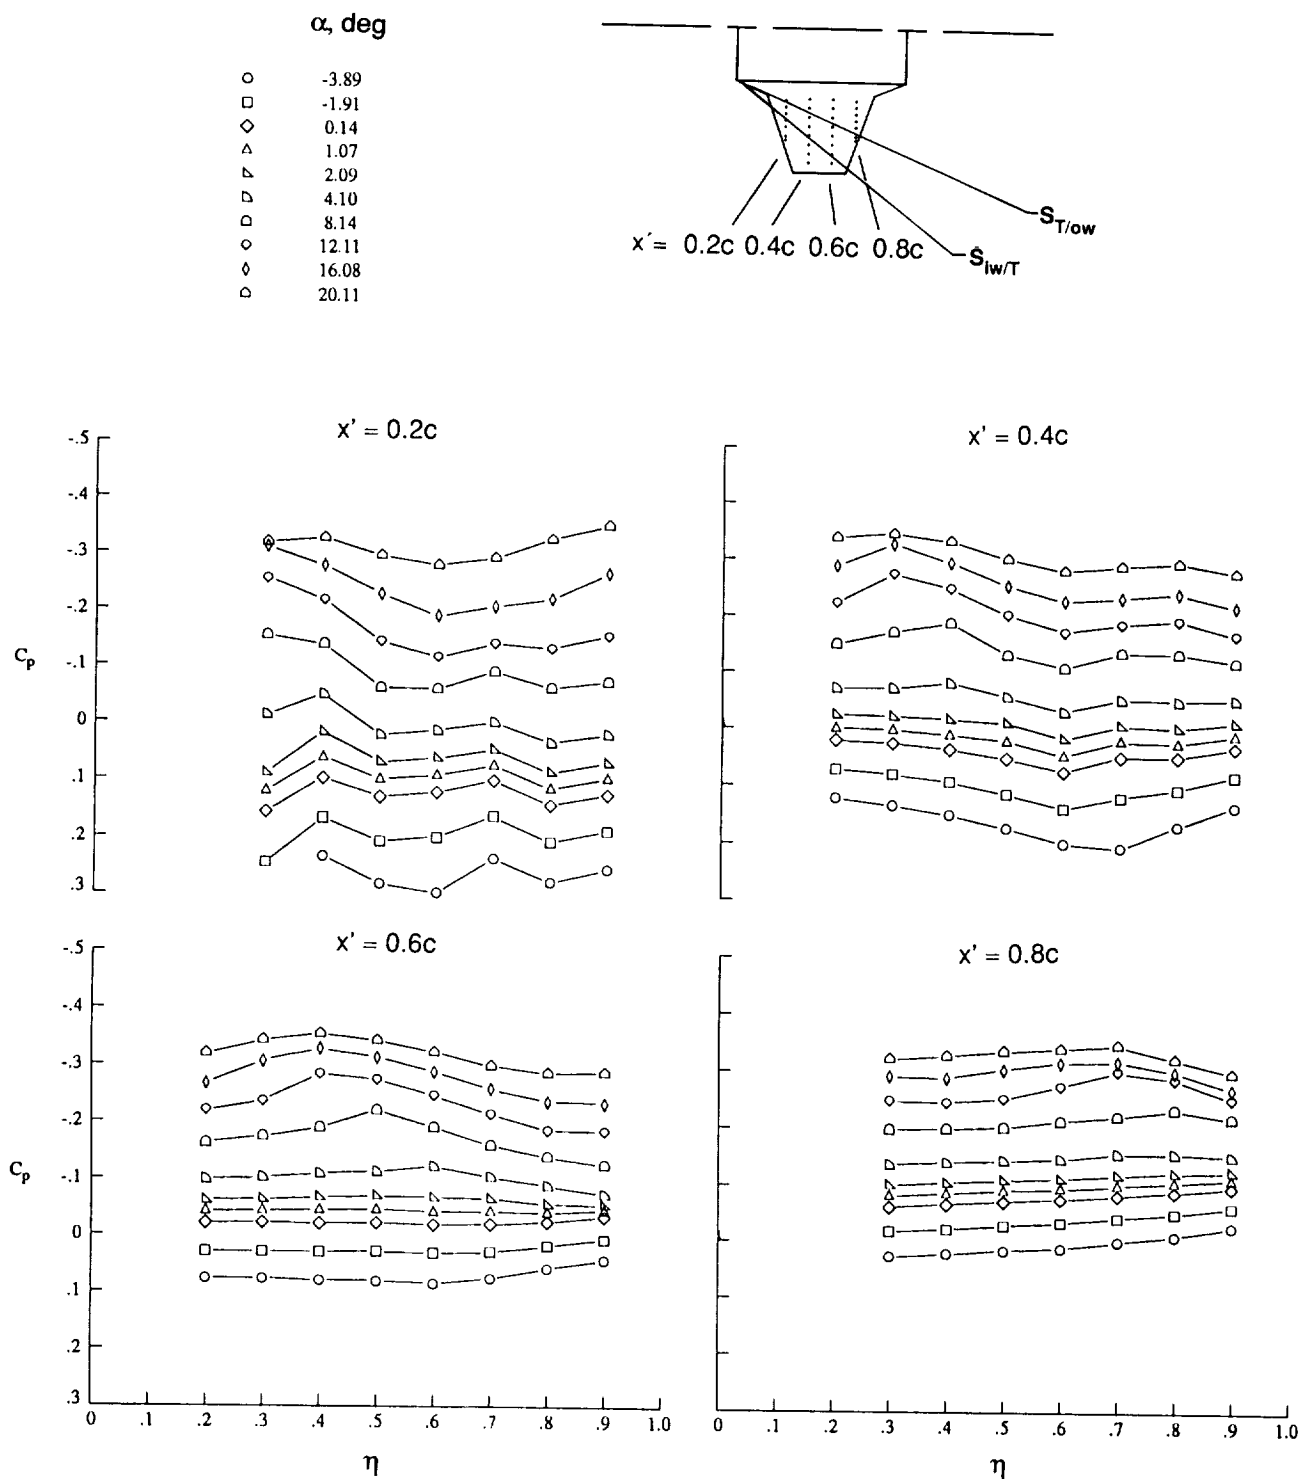 α, deg
-3.89
-1.91
0.14
1.07
2.09
4.10
8.14
12.11
16.08
20.11
S_T/ow
x´= 0.2c 0.4c 0.6c 0.8c
S_iw/T
x' = 0.2c
x' = 0.4c
-.5
-.4
-.3
-.2
C_p
-.1
0
.1
.2
.3
x' = 0.6c
x' = 0.8c
-.5
-.4
-.3
-.2
C_p
-.1
0
.1
.2
.3
0 .1 .2 .3 .4 .5 .6 .7 .8 .9 1.0
0 .1 .2 .3 .4 .5 .6 .7 .8 .9 1.0
η
η